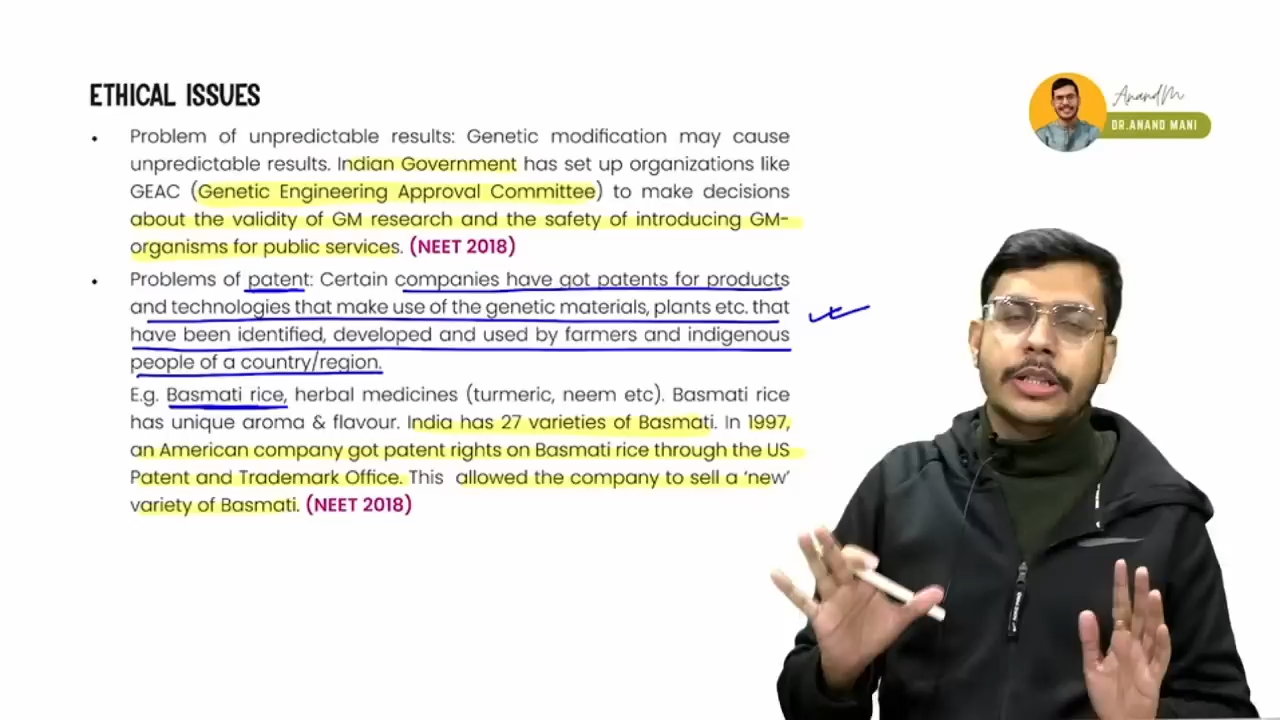 ETHICAL ISSUES
AnandM
DR.ANAND MANI
• Problem of unpredictable results: Genetic modification may cause
unpredictable results. Indian Government has set up organizations like
GEAC (Genetic Engineering Approval Committee) to make decisions
about the validity of GM research and the safety of introducing GM-
organisms for public services. (NEET 2018)
• Problems of patent: Certain companies have got patents for products
and technologies that make use of the genetic materials, plants etc. that
have been identified, developed and used by farmers and indigenous
people of a country/region.
E.g. Basmati rice, herbal medicines (turmeric, neem etc). Basmati rice
has unique aroma & flavour. India has 27 varieties of Basmati. In 1997,
an American company got patent rights on Basmati rice through the US
Patent and Trademark Office. This allowed the company to sell a ‘new’
variety of Basmati. (NEET 2018)